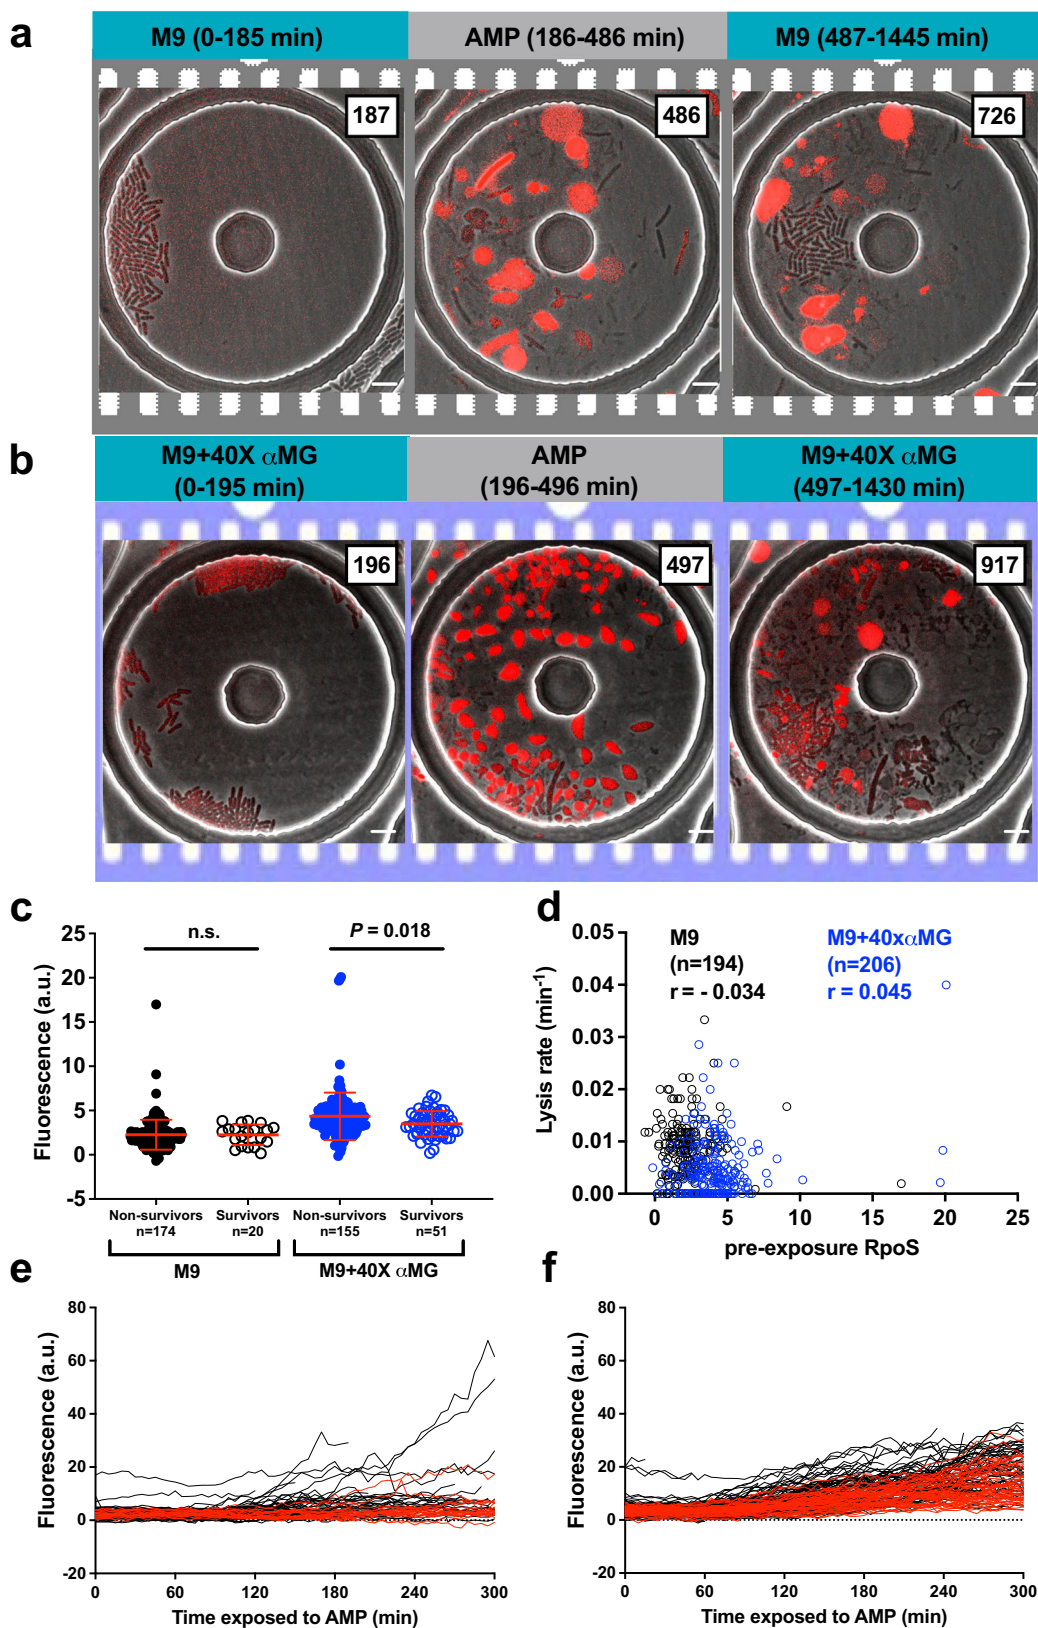 a
M9 (0-185 min)
AMP (186-486 min)
M9 (487-1445 min)
187
486
726
b
M9+40X αMG
(0-195 min)
AMP
(196-496 min)
M9+40X αMG
(497-1430 min)
196
497
917
c
n.s.
P = 0.018
25
20
15
10
5
0
-5
Fluorescence (a.u.)
Non-survivors
n=174
Survivors
n=20
Non-survivors
n=155
Survivors
n=51
M9
M9+40X αMG
d
M9
(n=194)
r = - 0.034
M9+40xαMG
(n=206)
r = 0.045
0.05
0.04
0.03
0.02
0.01
0.00
Lysis rate (min⁻¹)
0 5 10 15 20 25
pre-exposure RpoS
e
80
60
40
20
0
-20
Fluorescence (a.u.)
0 60 120 180 240 300
Time exposed to AMP (min)
f
80
60
40
20
0
-20
Fluorescence (a.u.)
0 60 120 180 240 300
Time exposed to AMP (min)